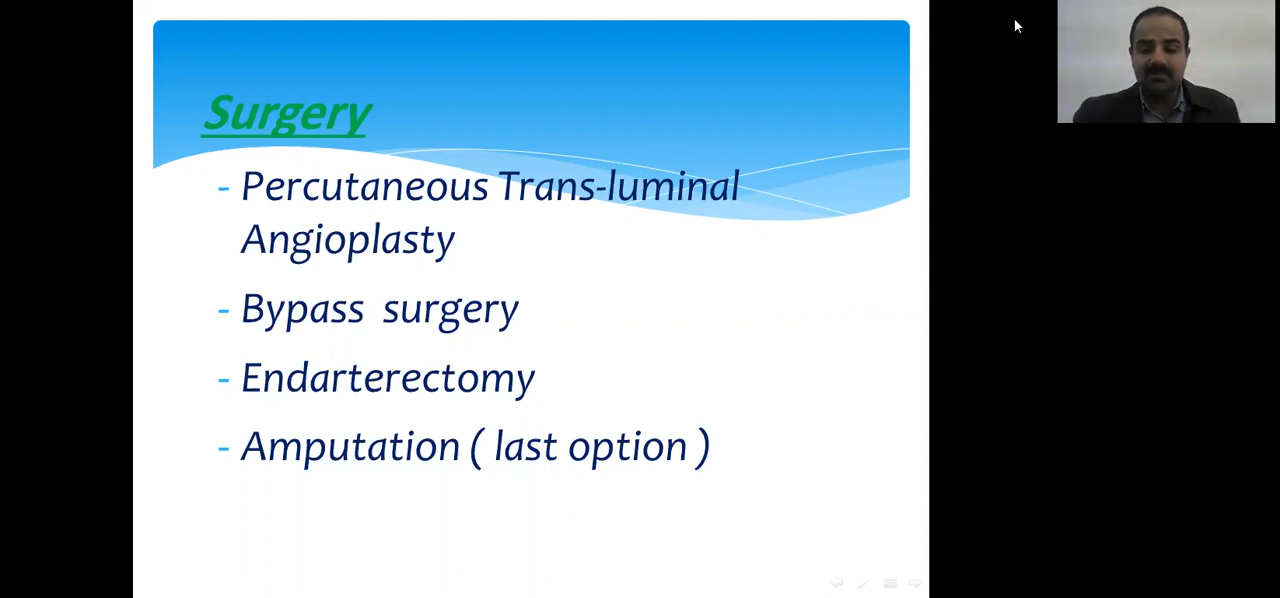 Surgery
- Percutaneous Trans-luminal
Angioplasty
- Bypass surgery
- Endarterectomy
- Amputation ( last option )